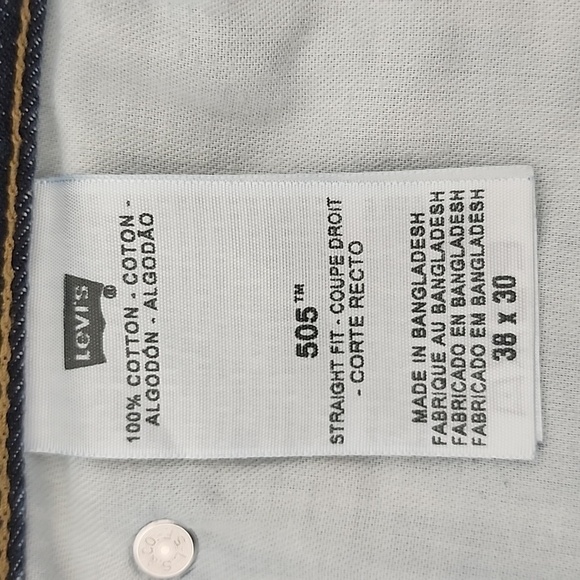 LEVI'S
®
100% COTTON - COTON -
ALGODÓN - ALGODÃO
505™
STRAIGHT FIT - COUPE DROIT
- CORTE RECTO
MADE IN BANGLADESH
FABRIQUE AU BANGLADESH
FABRICADO EN BANGLADESH
FABRICADO EM BANGLADESH
38 x 30